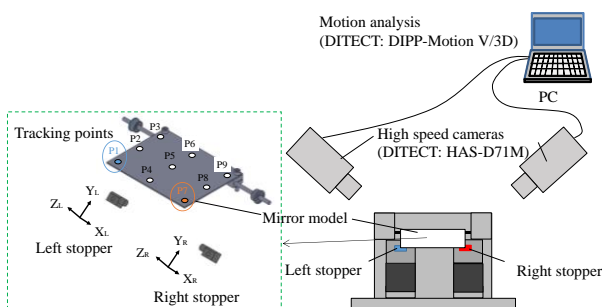 Motion analysis
(DITECT: DIPP-Motion V/3D)
PC
High speed cameras
(DITECT: HAS-D71M)
Tracking points
P3
P2
P1
P6
P5
P4
P9
P8
P7
Mirror model
YL
ZL
XL
Left stopper
YR
ZR
XR
Right stopper
Left stopper
Right stopper